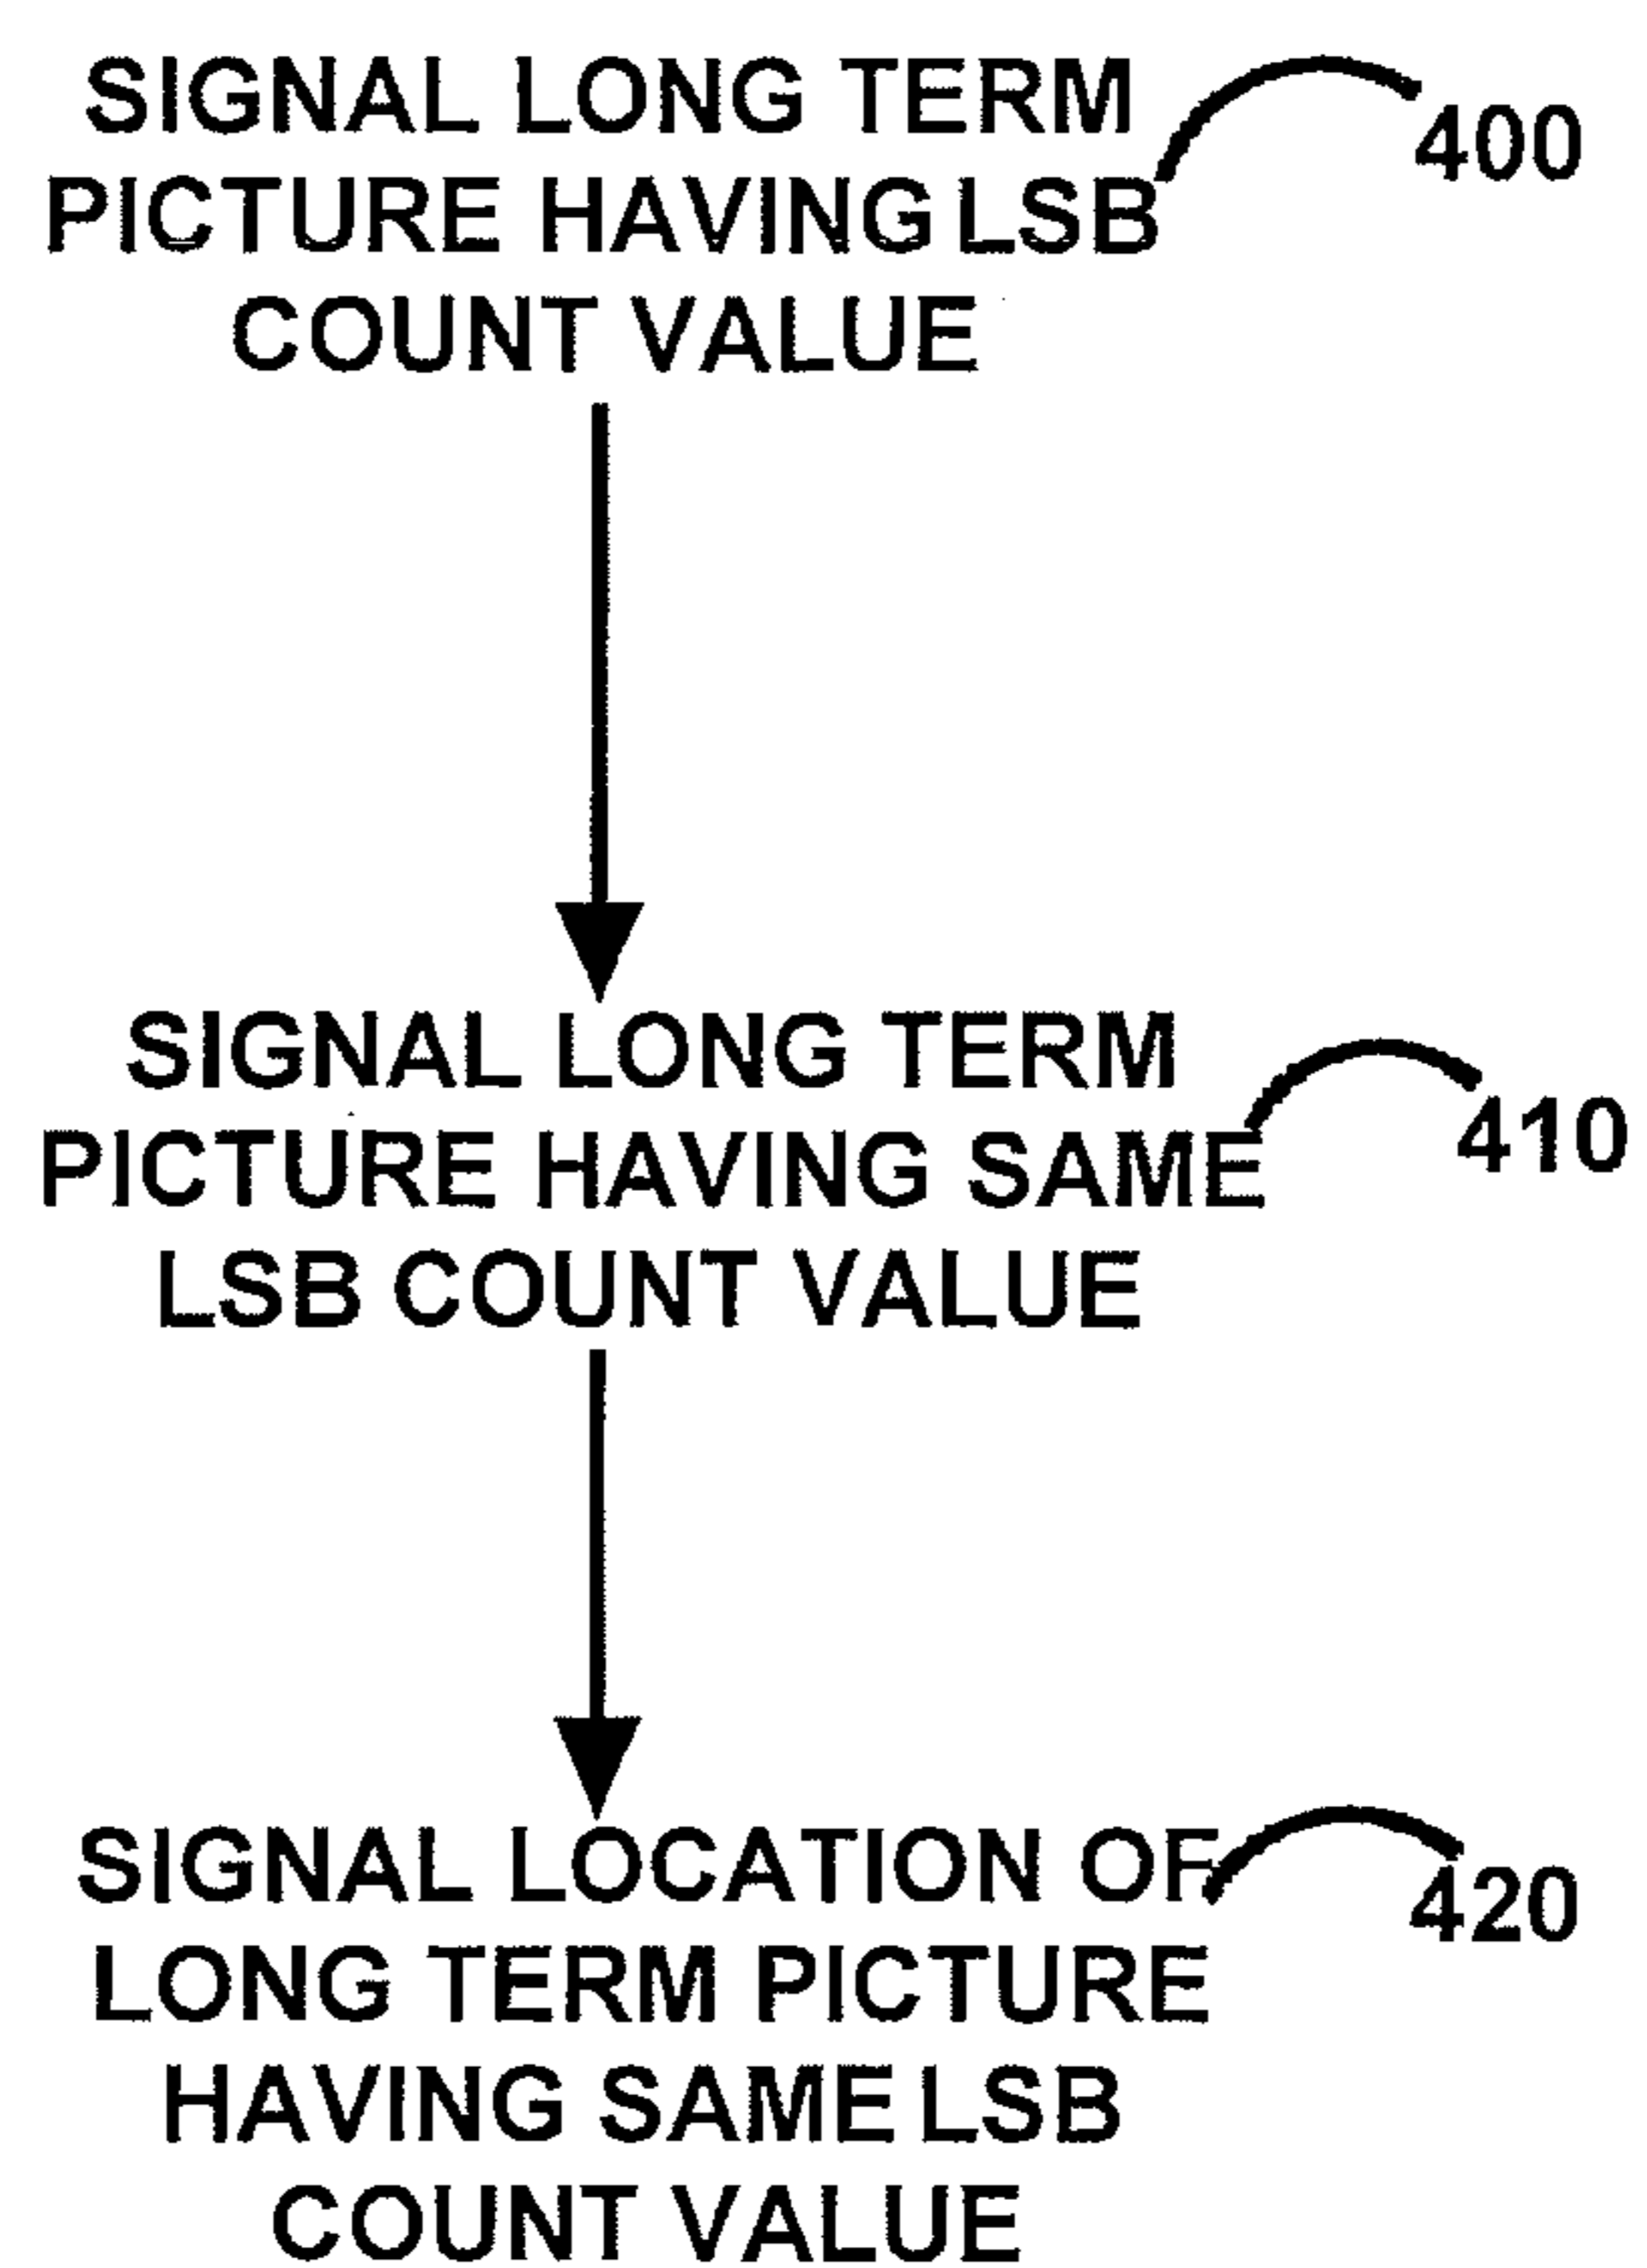 SIGNAL LONG TERM
400
PICTURE HAVING LSB
COUNT VALUE
SIGNAL LONG TERM
410
PICTURE HAVING SAME
LSB COUNT VALUE
SIGNAL LOCATION OF
420
LONG TERM PICTURE
HAVING SAME LSB
COUNT VALUE